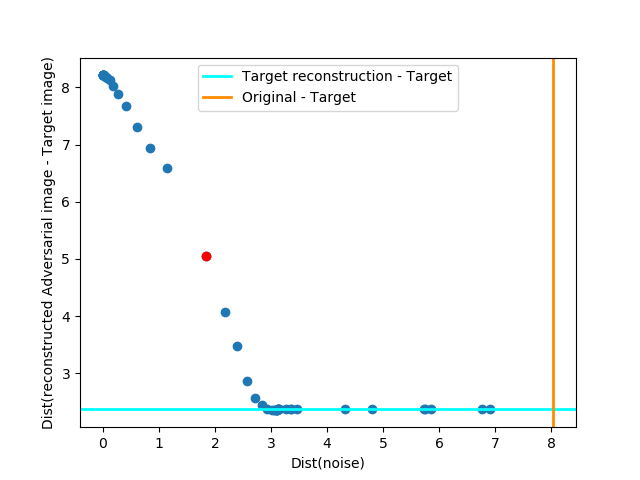 Target reconstruction - Target
Original - Target
Dist(reconstructed Adversarial image - Target image)
8
7
6
5
4
3
0 1 2 3 4 5 6 7 8
Dist(noise)